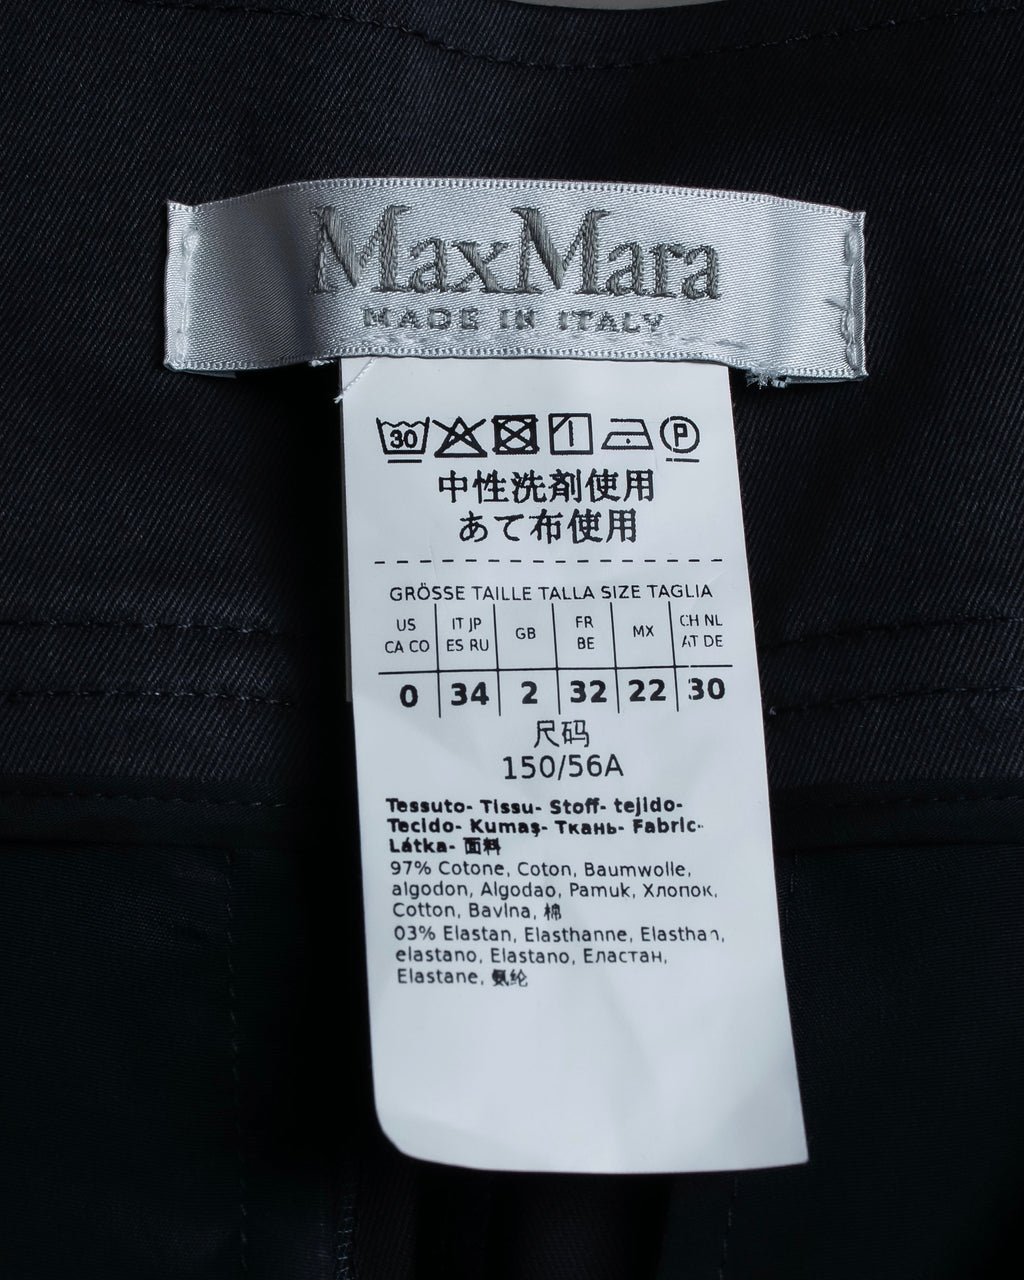 MaxMara
MADE IN ITALY
30 P
中性洗剤使用
あて布使用
GRÖSSE TAILLE TALLA SIZE TAGLIA
US IT JP GB FR MX CH NL
CA CO ES RU BE AT DE
0 34 2 32 22 30
尺码
150/56A
Tessuto- Tissu- Stoff- tejido-
Tecido- Kumaş- Ткань- Fabric-
Látka- 面料
97% Cotone, Coton, Baumwolle,
algodon, Algodao, Pamuk, Хлопок,
Cotton, Bavlna, 棉
03% Elastan, Elasthanne, Elasthan,
elastano, Elastano, Еластан,
Elastane, 氨纶